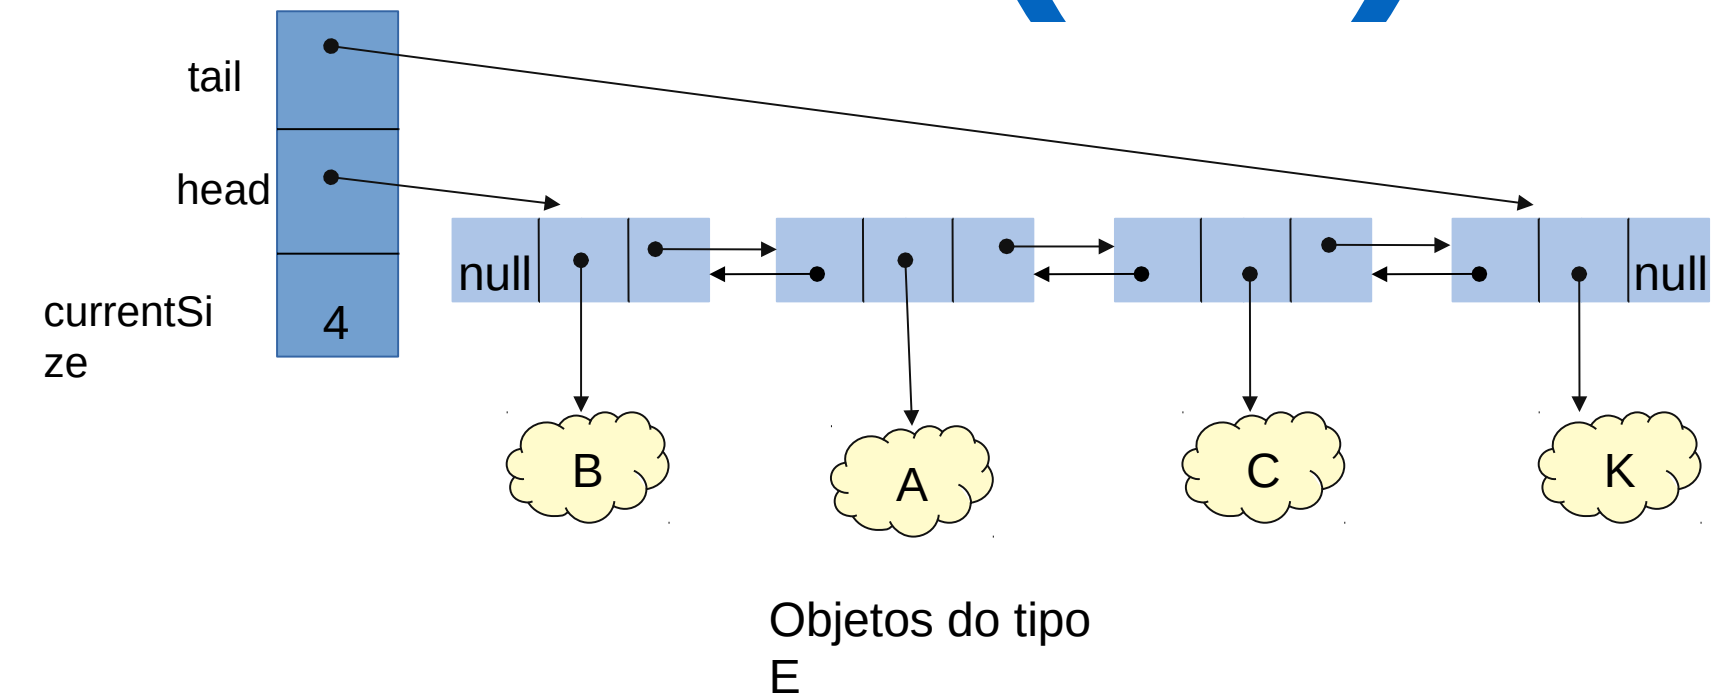 tail
head
null
null
currentSi
ze
4
B
A
C
K
Objetos do tipo
E